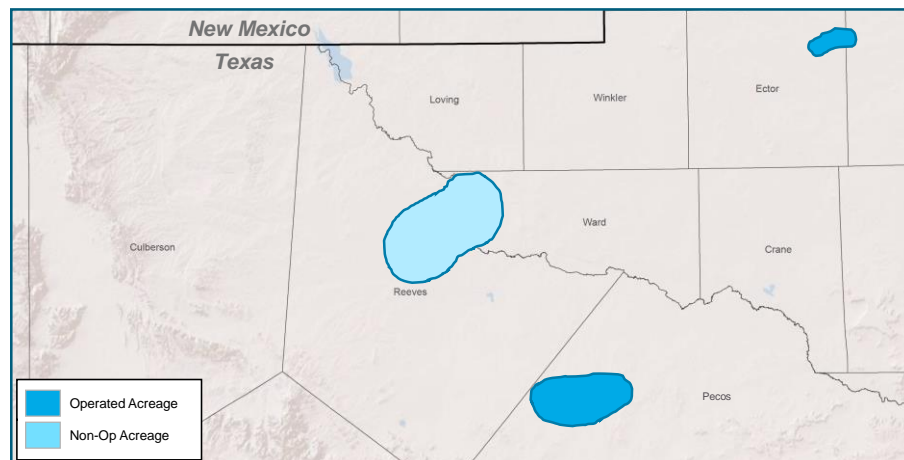 New Mexico
Texas
Loving
Winkler
Ector
Culberson
Ward
Crane
Reeves
Pecos
Operated Acreage
Non-Op Acreage